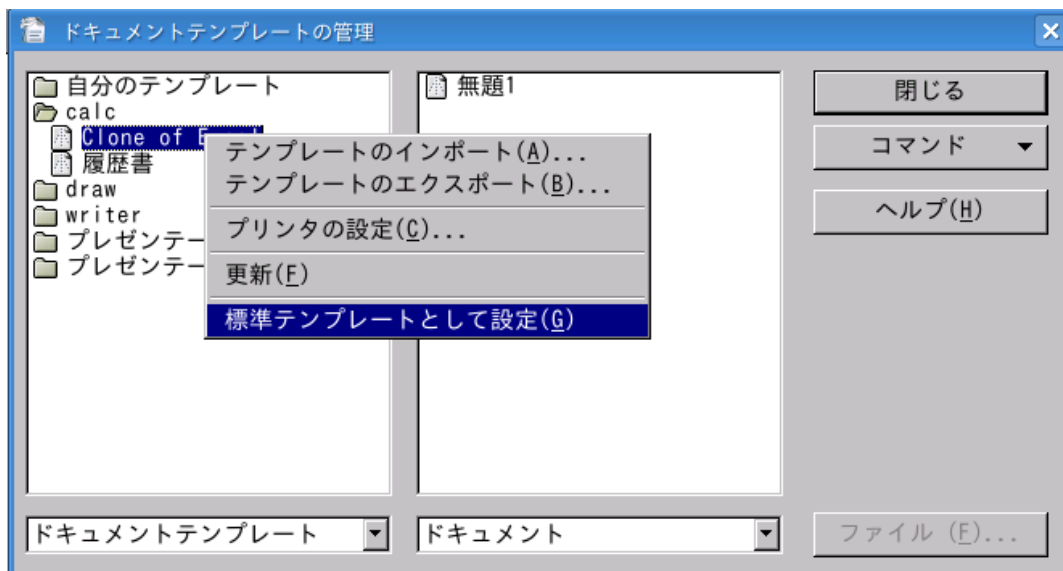 ドキュメントテンプレートの管理
自分のテンプレート
calc
Clone of
履歴書
draw
writer
プレゼンテー
プレゼンテー
テンプレートのインポート(A)...
テンプレートのエクスポート(B)...
プリンタの設定(C)...
更新(F)
標準テンプレートとして設定(G)
無題1
閉じる
コマンド
ヘルプ(H)
ドキュメントテンプレート
ドキュメント
ファイル (F)...